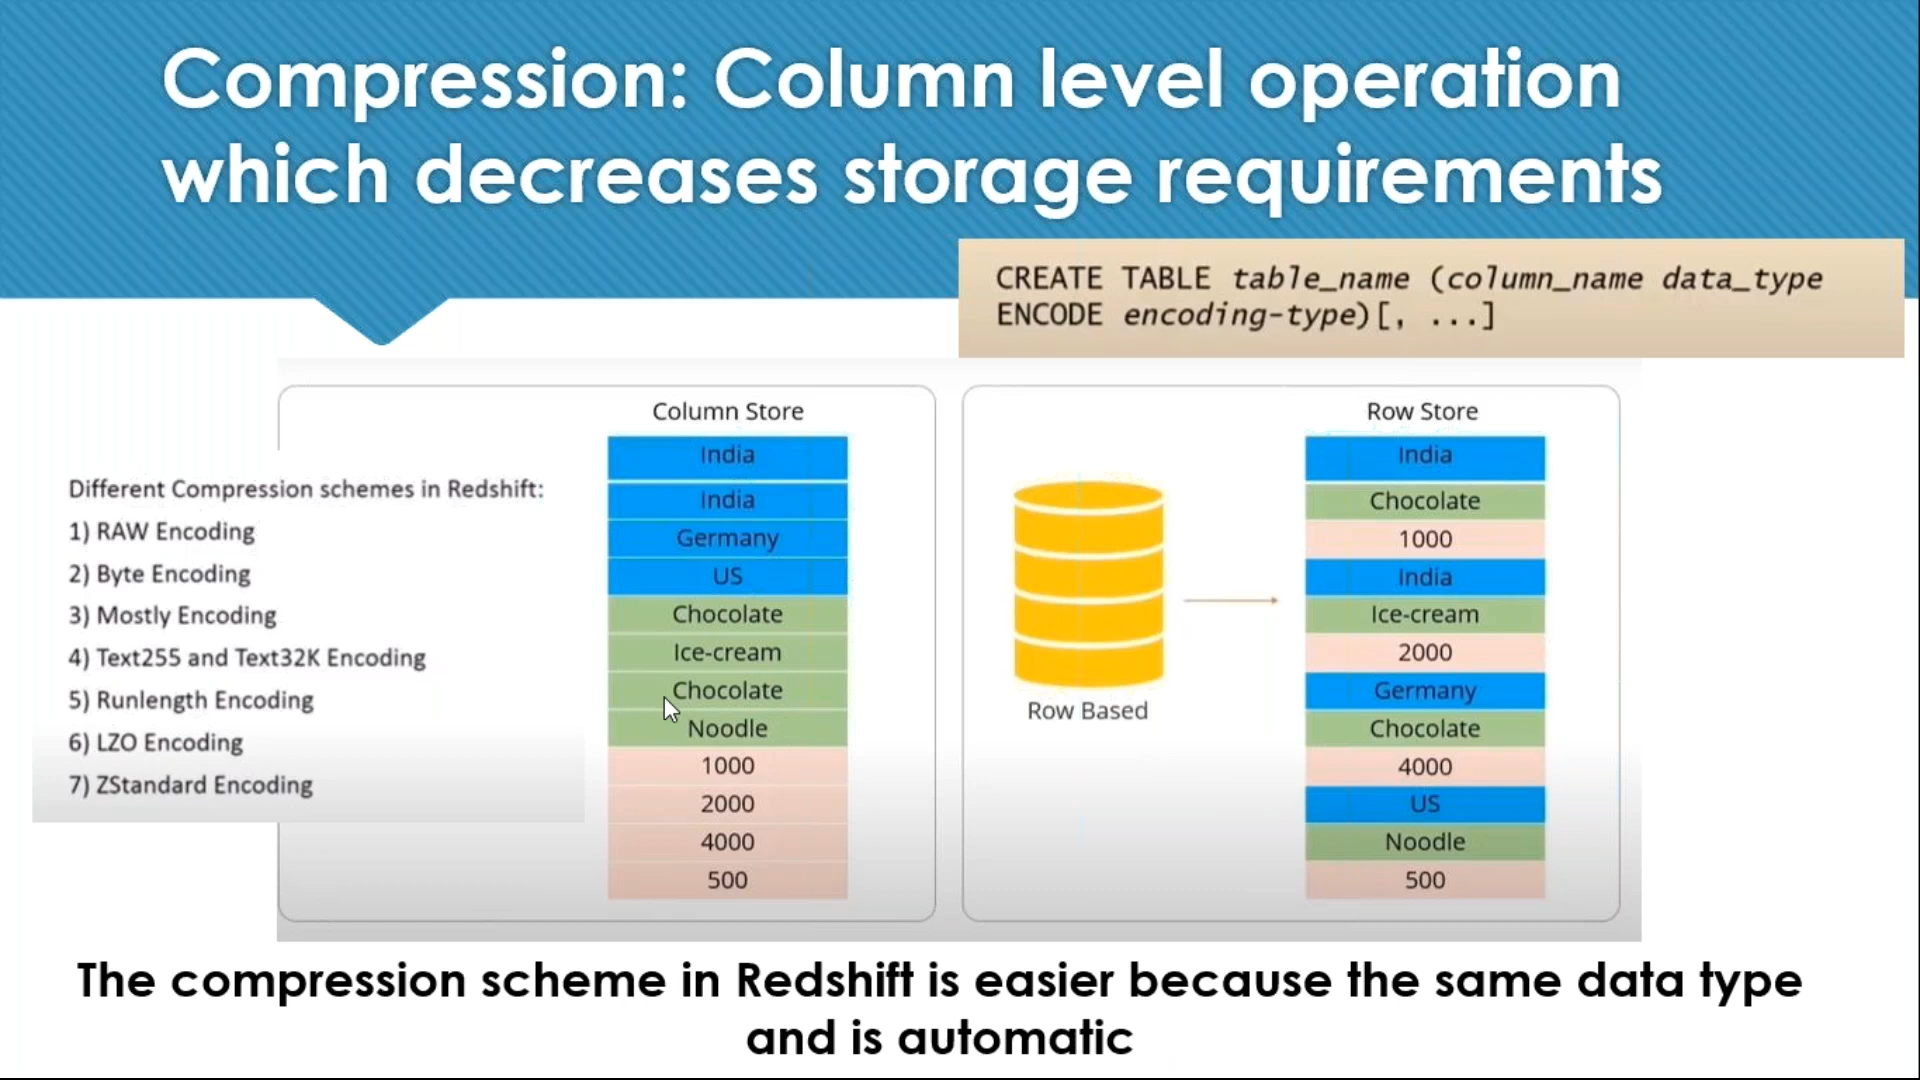 Compression: Column level operation
which decreases storage requirements
CREATE TABLE table_name (column_name data_type
ENCODE encoding-type)[, ...]
Different Compression schemes in Redshift:
1) RAW Encoding
2) Byte Encoding
3) Mostly Encoding
4) Text255 and Text32K Encoding
5) Runlength Encoding
6) LZO Encoding
7) ZStandard Encoding
Column Store
India
India
Germany
US
Chocolate
Ice-cream
Chocolate
Noodle
1000
2000
4000
500
Row Based
Row Store
India
Chocolate
1000
India
Ice-cream
2000
Germany
Chocolate
4000
US
Noodle
500
The compression scheme in Redshift is easier because the same data type
and is automatic